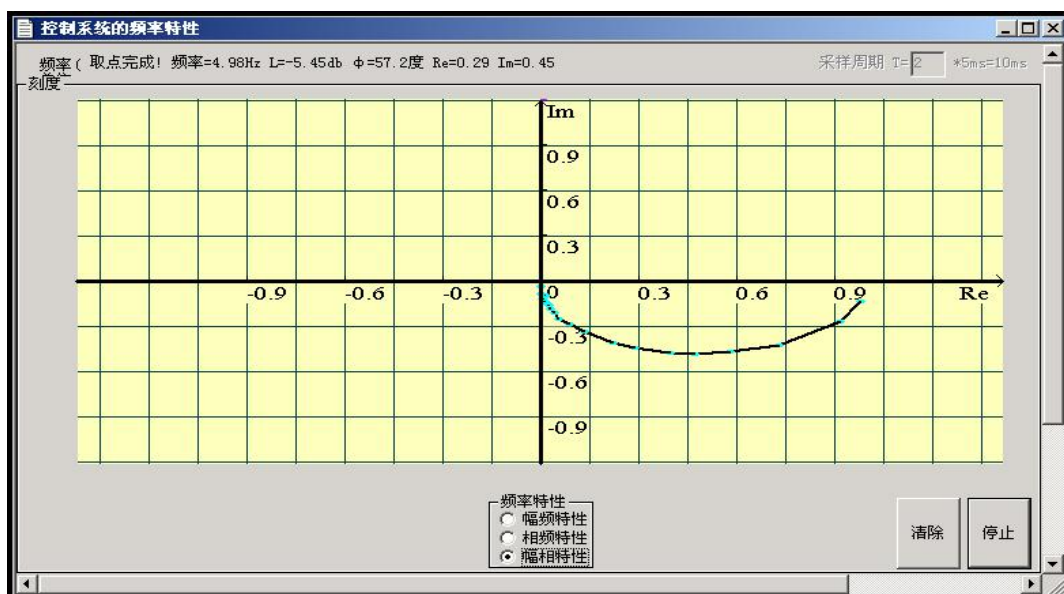 控制系统的频率特性
频率( 取点完成! 频率=4.98Hz L=-5.45db Φ=57.2度 Re=0.29 Im=0.45 采样周期 T= 2 *5ms=10ms
刻度
Im
0.9
0.6
0.3
-0.9 -0.6 -0.3 0 0.3 0.6 0.9 Re
-0.3
-0.6
-0.9
频率特性
幅频特性
相频特性
幅相特性
清除 停止